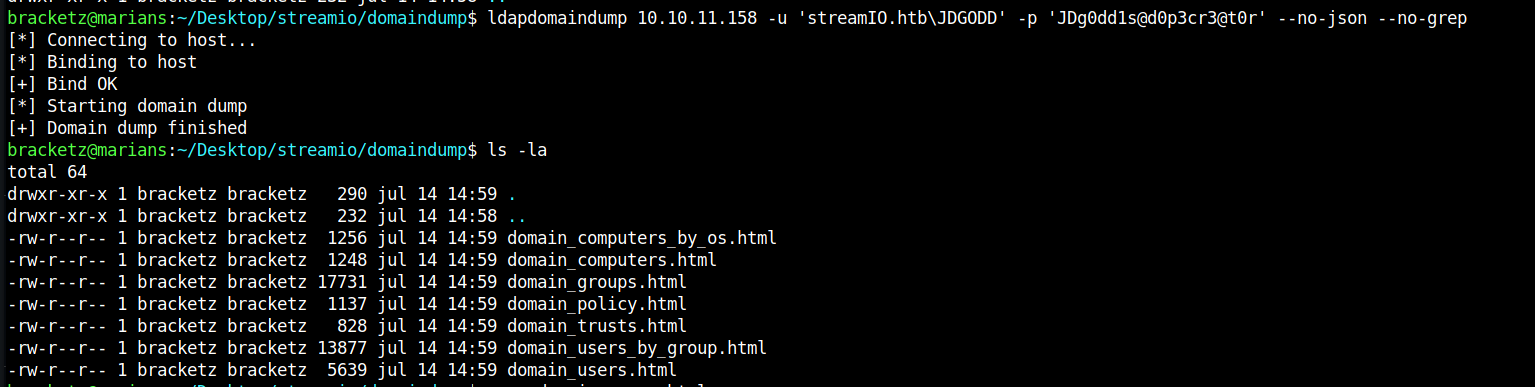 bracketz@marians:~/Desktop/streamio/domaindump$ ldapdomaindump 10.10.11.158 -u 'streamIO.htb\JDGODD' -p 'JDg0dd1s@d0p3cr3@t0r' --no-json --no-grep
[*] Connecting to host...
[*] Binding to host
[+] Bind OK
[*] Starting domain dump
[+] Domain dump finished
bracketz@marians:~/Desktop/streamio/domaindump$ ls -la
total 64
drwxr-xr-x 1 bracketz bracketz   290 jul 14 14:59 .
drwxr-xr-x 1 bracketz bracketz   232 jul 14 14:58 ..
-rw-r--r-- 1 bracketz bracketz  1256 jul 14 14:59 domain_computers_by_os.html
-rw-r--r-- 1 bracketz bracketz  1248 jul 14 14:59 domain_computers.html
-rw-r--r-- 1 bracketz bracketz 17731 jul 14 14:59 domain_groups.html
-rw-r--r-- 1 bracketz bracketz  1137 jul 14 14:59 domain_policy.html
-rw-r--r-- 1 bracketz bracketz   828 jul 14 14:59 domain_trusts.html
-rw-r--r-- 1 bracketz bracketz 13877 jul 14 14:59 domain_users_by_group.html
-rw-r--r-- 1 bracketz bracketz  5639 jul 14 14:59 domain_users.html